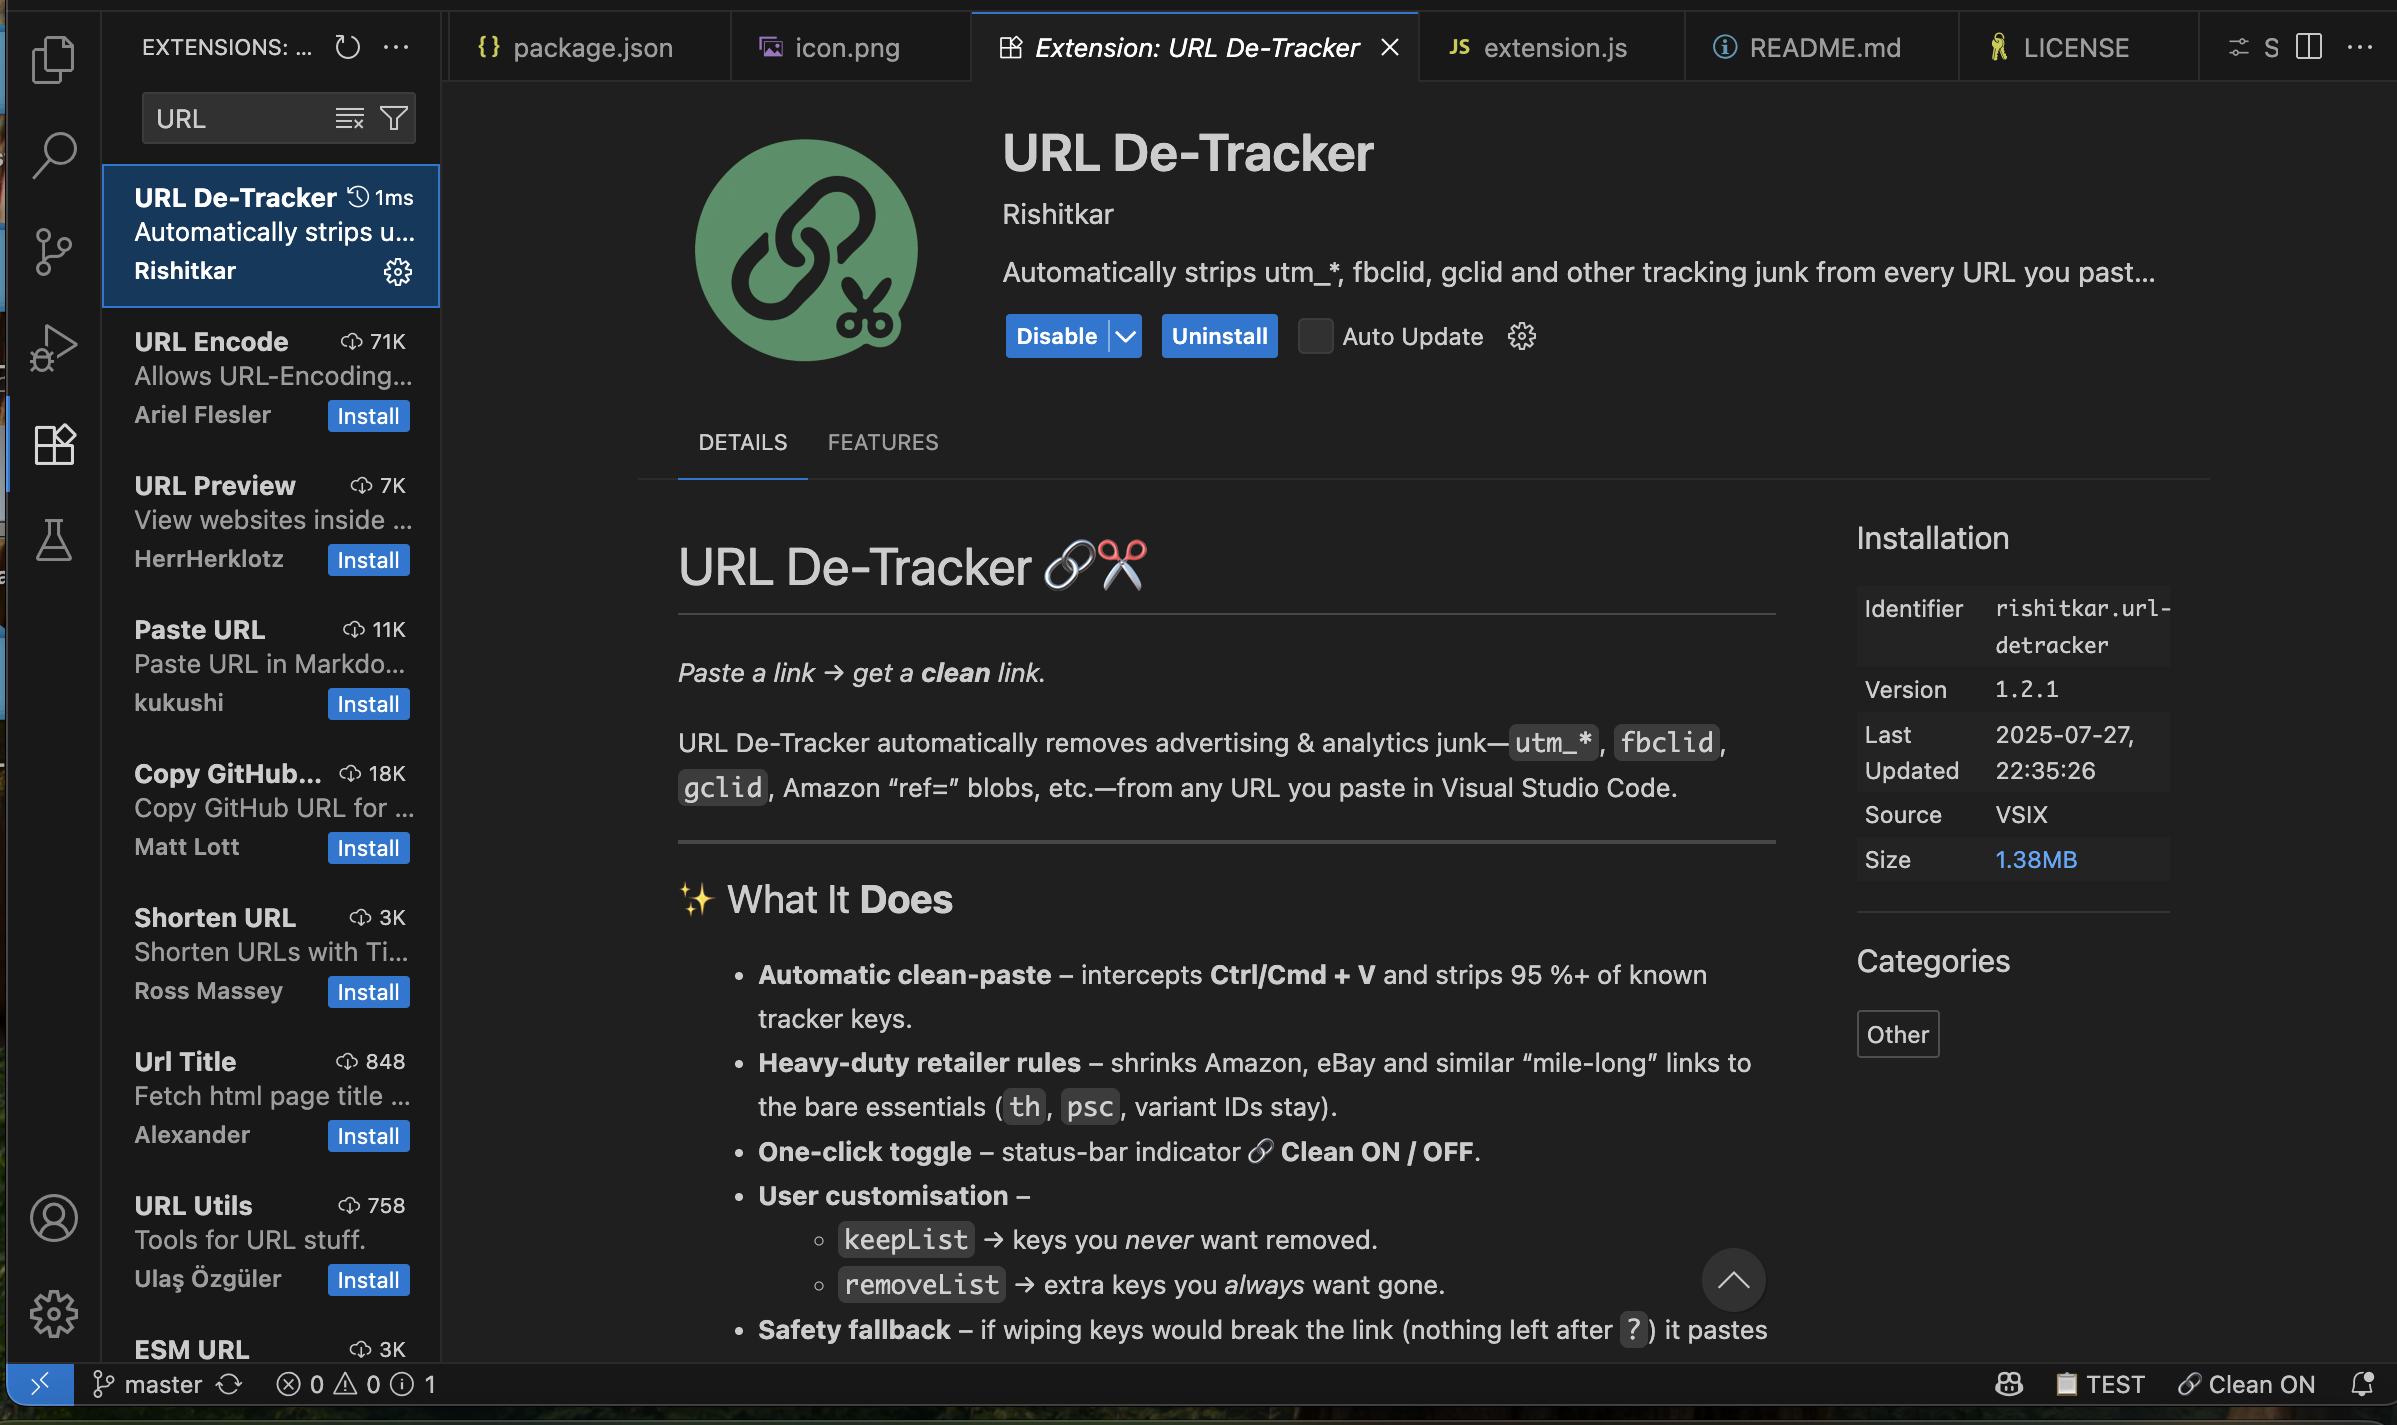 EXTENSIONS: ...
URL
URL De-Tracker 1ms
Automatically strips u...
Rishitkar
URL Encode 71K
Allows URL-Encoding...
Ariel Flesler Install
URL Preview 7K
View websites inside ...
HerrHerklotz Install
Paste URL 11K
Paste URL in Markdo...
kukushi Install
Copy GitHub... 18K
Copy GitHub URL for ...
Matt Lott Install
Shorten URL 3K
Shorten URLs with Ti...
Ross Massey Install
Url Title 848
Fetch html page title ...
Alexander Install
URL Utils 758
Tools for URL stuff.
Ulaş Özgüler Install
ESM URL 3K
{} package.json icon.png Extension: URL De-Tracker JS extension.js README.md LICENSE S ...
URL De-Tracker
Rishitkar
Automatically strips utm_*, fbclid, gclid and other tracking junk from every URL you past...
Disable Uninstall Auto Update
DETAILS FEATURES
URL De-Tracker 🔗✂️
Paste a link → get a clean link.
URL De-Tracker automatically removes advertising & analytics junk—utm_*, fbclid,
gclid, Amazon “ref=” blobs, etc.—from any URL you paste in Visual Studio Code.
✨ What It Does
• Automatic clean-paste – intercepts Ctrl/Cmd + V and strips 95 %+ of known
tracker keys.
• Heavy-duty retailer rules – shrinks Amazon, eBay and similar “mile-long” links to
the bare essentials (th, psc, variant IDs stay).
• One-click toggle – status-bar indicator 🔗 Clean ON / OFF.
• User customisation –
◦ keepList → keys you never want removed.
◦ removeList → extra keys you always want gone.
• Safety fallback – if wiping keys would break the link (nothing left after ?) it pastes
Installation
Identifier rishitkar.url-
detracker
Version 1.2.1
Last 2025-07-27,
Updated 22:35:26
Source VSIX
Size 1.38MB
Categories
Other
master 0 0 1 📋 TEST 🔗 Clean ON